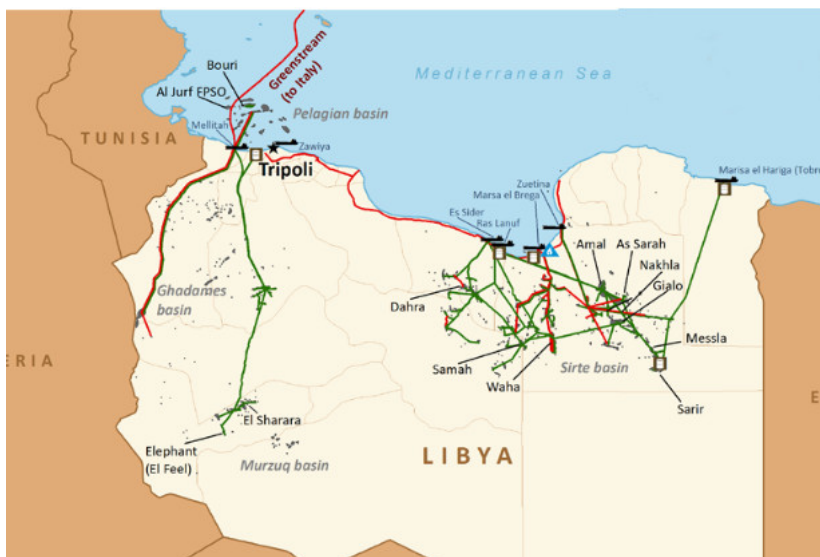 Bouri
Greenstream
(to Italy)
Al Jurf FPSO
Mediterranean Sea
Pelagian basin
TUNISIA
Mellitah
Zawiya
Tripoli
Marisa el Hariga (Tobro
Zuetina
Marsa el Brega
Ras Lanuf
Es Sider
Amal
As Sarah
Nakhla
Gialo
Ghadames
basin
Dahra
Messla
Samah
Waha
Sirte basin
Sarir
ERIA
E
El Sharara
Elephant
(El Feel)
Murzuq basin
LIBYA